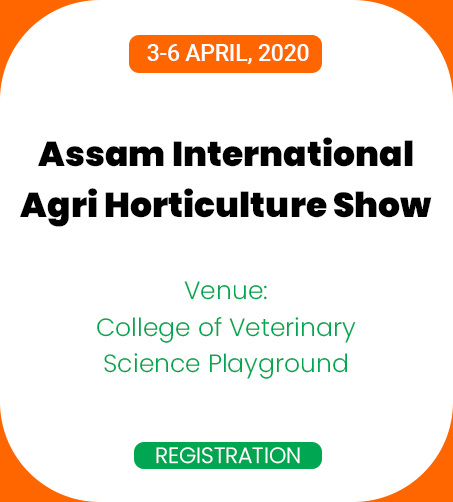 3-6 APRIL, 2020
Assam International
Agri Horticulture Show
Venue:
College of Veterinary
Science Playground
REGISTRATION